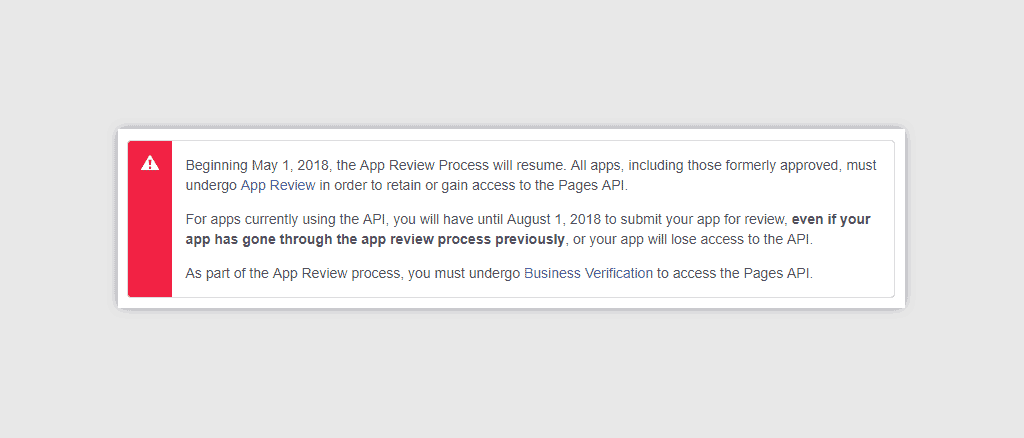 Beginning May 1, 2018, the App Review Process will resume. All apps, including those formerly approved, must
undergo App Review in order to retain or gain access to the Pages API.
For apps currently using the API, you will have until August 1, 2018 to submit your app for review, even if your
app has gone through the app review process previously, or your app will lose access to the API.
As part of the App Review process, you must undergo Business Verification to access the Pages API.